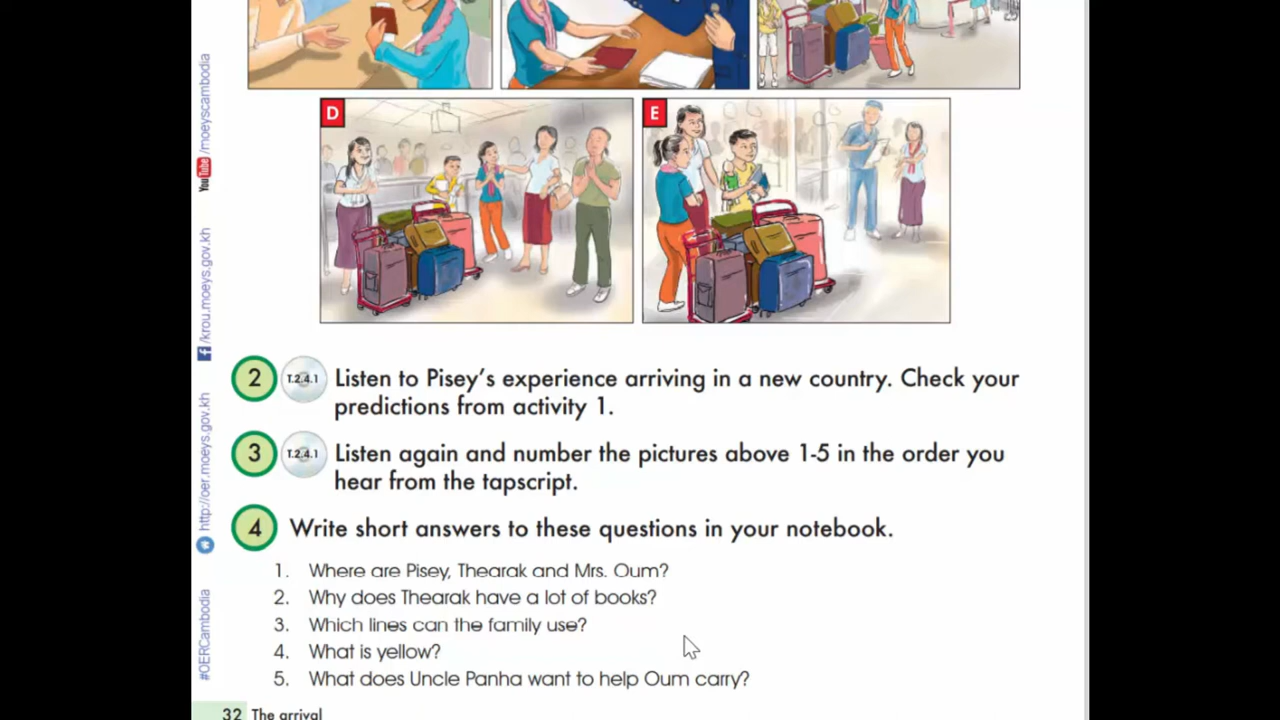 D
E
YouTube /moeyscambodia
f /krou.moeys.gov.kh
http://oer.moeys.gov.kh
#OERCambodia
2 T.2.4.1 Listen to Pisey's experience arriving in a new country. Check your
predictions from activity 1.
3 T.2.4.1 Listen again and number the pictures above 1-5 in the order you
hear from the tapscript.
4 Write short answers to these questions in your notebook.
1. Where are Pisey, Thearak and Mrs. Oum?
2. Why does Thearak have a lot of books?
3. Which lines can the family use?
4. What is yellow?
5. What does Uncle Panha want to help Oum carry?
32 The arrival